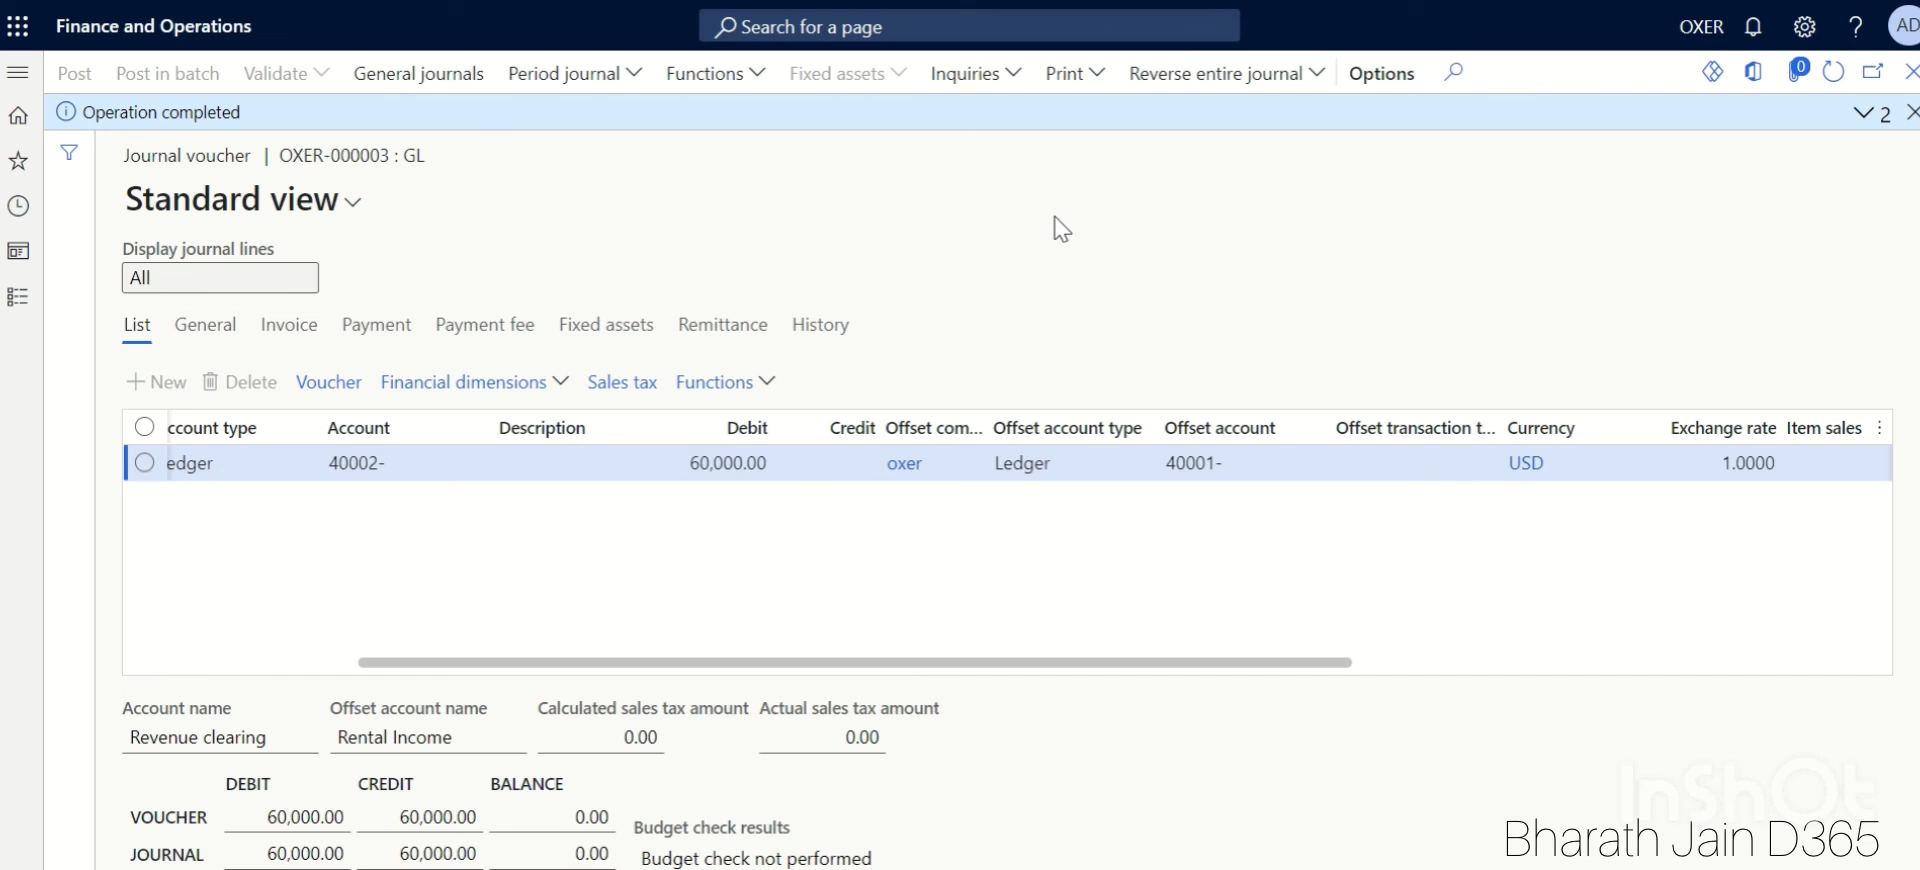 Finance and Operations
Search for a page
OXER
?
AD
Post Post in batch Validate General journals Period journal Functions Fixed assets Inquiries Print Reverse entire journal Options
0
Operation completed
2
Journal voucher | OXER-000003 : GL
Standard view
Display journal lines
All
List General Invoice Payment Payment fee Fixed assets Remittance History
New Delete Voucher Financial dimensions Sales tax Functions
ccount type Account Description Debit Credit Offset com... Offset account type Offset account Offset transaction t... Currency Exchange rate Item sales
edger 40002- 60,000.00 oxer Ledger 40001- USD 1.0000
Account name Offset account name Calculated sales tax amount Actual sales tax amount
Revenue clearing Rental Income 0.00 0.00
DEBIT CREDIT BALANCE
VOUCHER 60,000.00 60,000.00 0.00
Budget check results
JOURNAL 60,000.00 60,000.00 0.00
Budget check not performed
InShOt
Bharath Jain D365